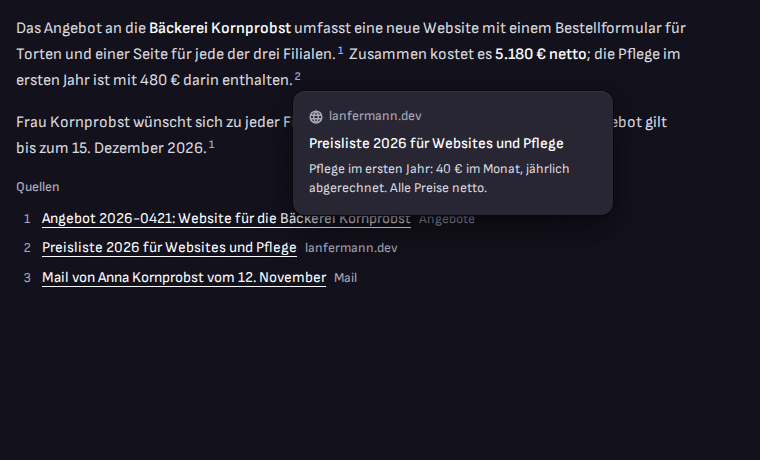 Das Angebot an die Bäckerei Kornprobst umfasst eine neue Website mit einem Bestellformular für
Torten und einer Seite für jede der drei Filialen. 1 Zusammen kostet es 5.180 € netto; die Pflege im
ersten Jahr ist mit 480 € darin enthalten. 2
Frau Kornprobst wünscht sich zu jeder F
ebot gilt
bis zum 15. Dezember 2026. 1
lanfermann.dev
Preisliste 2026 für Websites und Pflege
Pflege im ersten Jahr: 40 € im Monat, jährlich
abgerechnet. Alle Preise netto.
Quellen
1 Angebot 2026-0421: Website für die Bäckerei Kornprobst Angebote
2 Preisliste 2026 für Websites und Pflege lanfermann.dev
3 Mail von Anna Kornprobst vom 12. November Mail